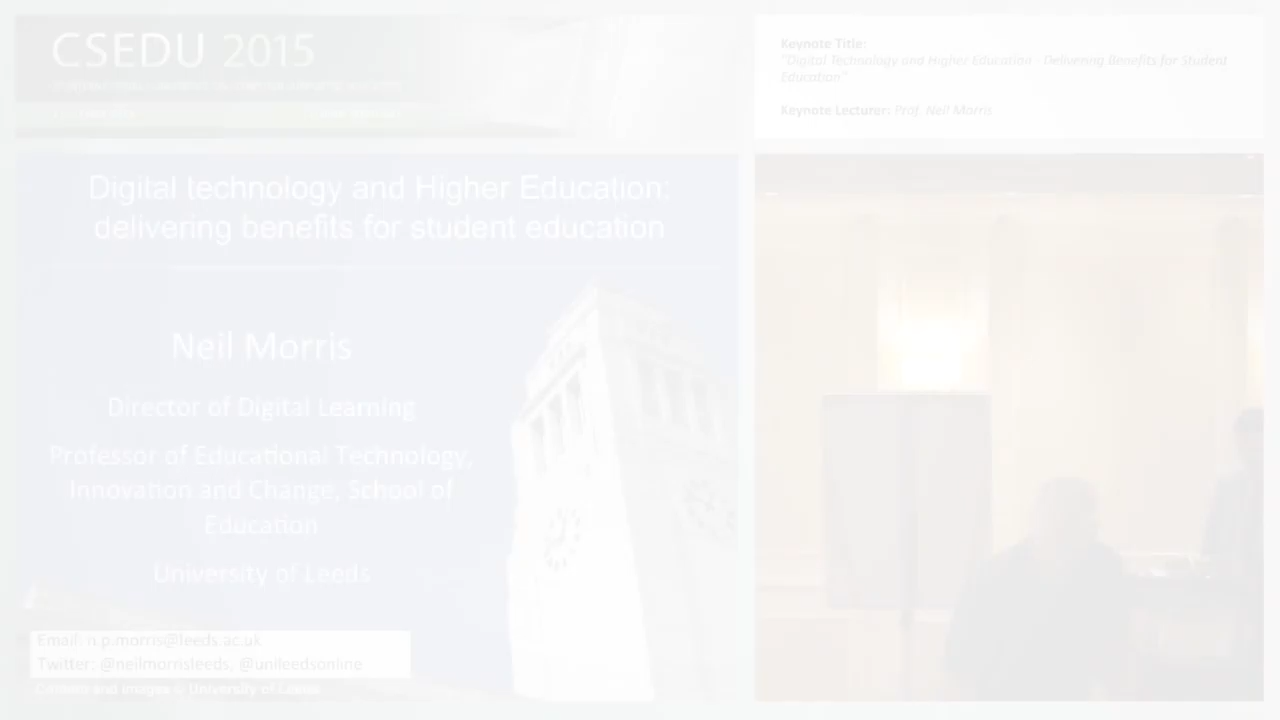 CSEDU 2015
Keynote Title:
"Digital Technology and Higher Education - Delivering Benefits for Student
Education"
Keynote Lecturer: Prof. Neil Morris
Digital technology and Higher Education:
delivering benefits for student education
Neil Morris
Director of Digital Learning
Professor of Educational Technology,
Innovation and Change, School of
Education
University of Leeds
Email: n.p.morris@leeds.ac.uk
Twitter: @neilmorrisleeds, @unileedsonline
Content and images © University of Leeds